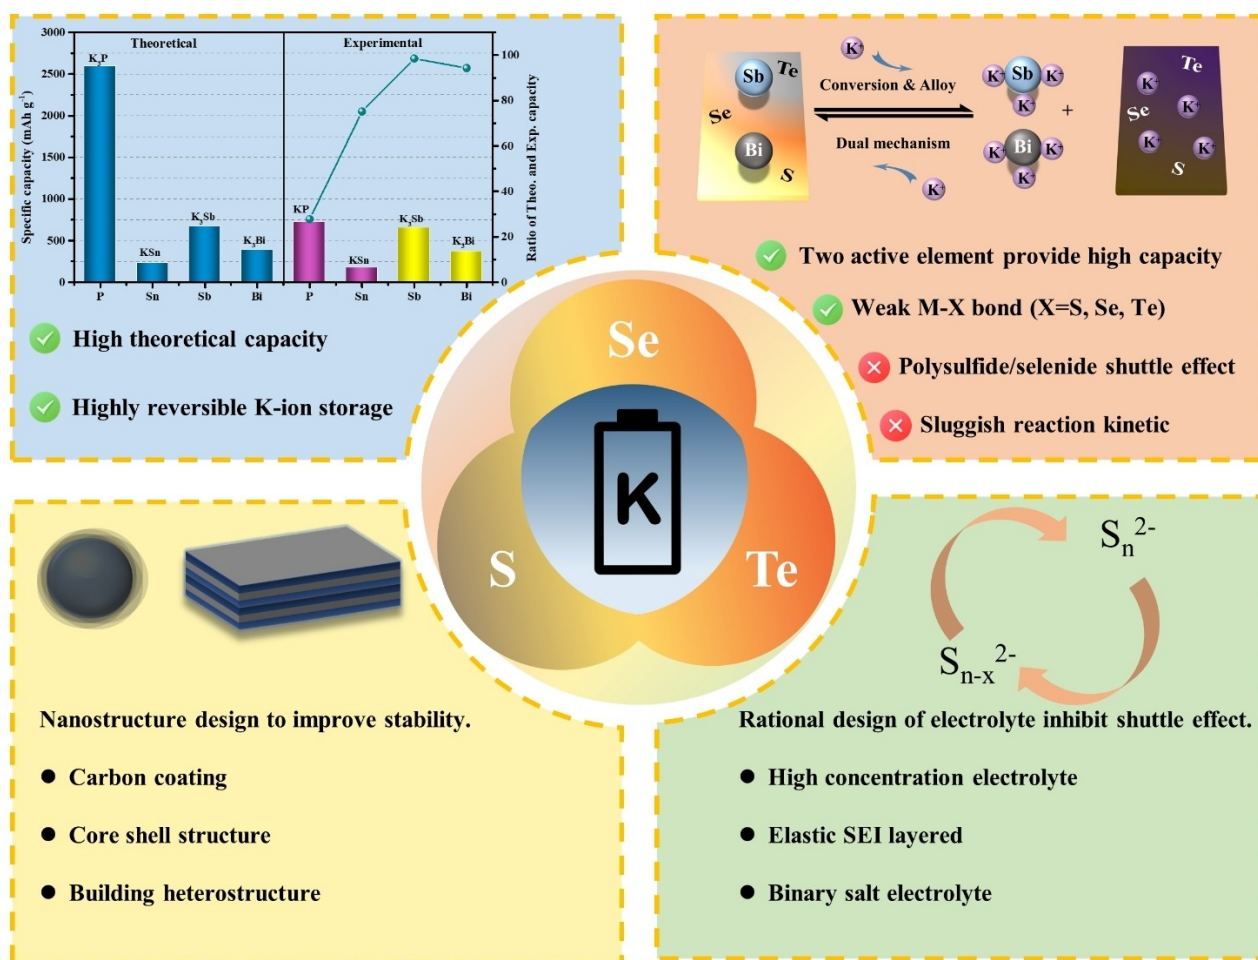 Theoretical
Experimental
Specific capacity (mAh g⁻¹)
3000
2500
2000
1500
1000
750
500
250
0
K₃P
KSn
K₃Sb
K₃Bi
KP
KSn
K₃Sb
K₃Bi
P
Sn
Sb
Bi
P
Sn
Sb
Bi
100
80
60
40
20
0
Ratio of Theo. and Exp. capacity
High theoretical capacity
Highly reversible K-ion storage
Sb
Te
Se
Bi
S
K⁺
Conversion & Alloy
Dual mechanism
K⁺
Sb
K⁺
K⁺
K⁺
+
Bi
K⁺
K⁺
K⁺
Te
K⁺
Se
K⁺
K⁺
K⁺
S
Two active element provide high capacity
Weak M-X bond (X=S, Se, Te)
Polysulfide/selenide shuttle effect
Sluggish reaction kinetic
Se
K
S
Te
Nanostructure design to improve stability.
● Carbon coating
● Core shell structure
● Building heterostructure
Sₙ²⁻
Sₙ₋ₓ²⁻
Rational design of electrolyte inhibit shuttle effect.
● High concentration electrolyte
● Elastic SEI layered
● Binary salt electrolyte